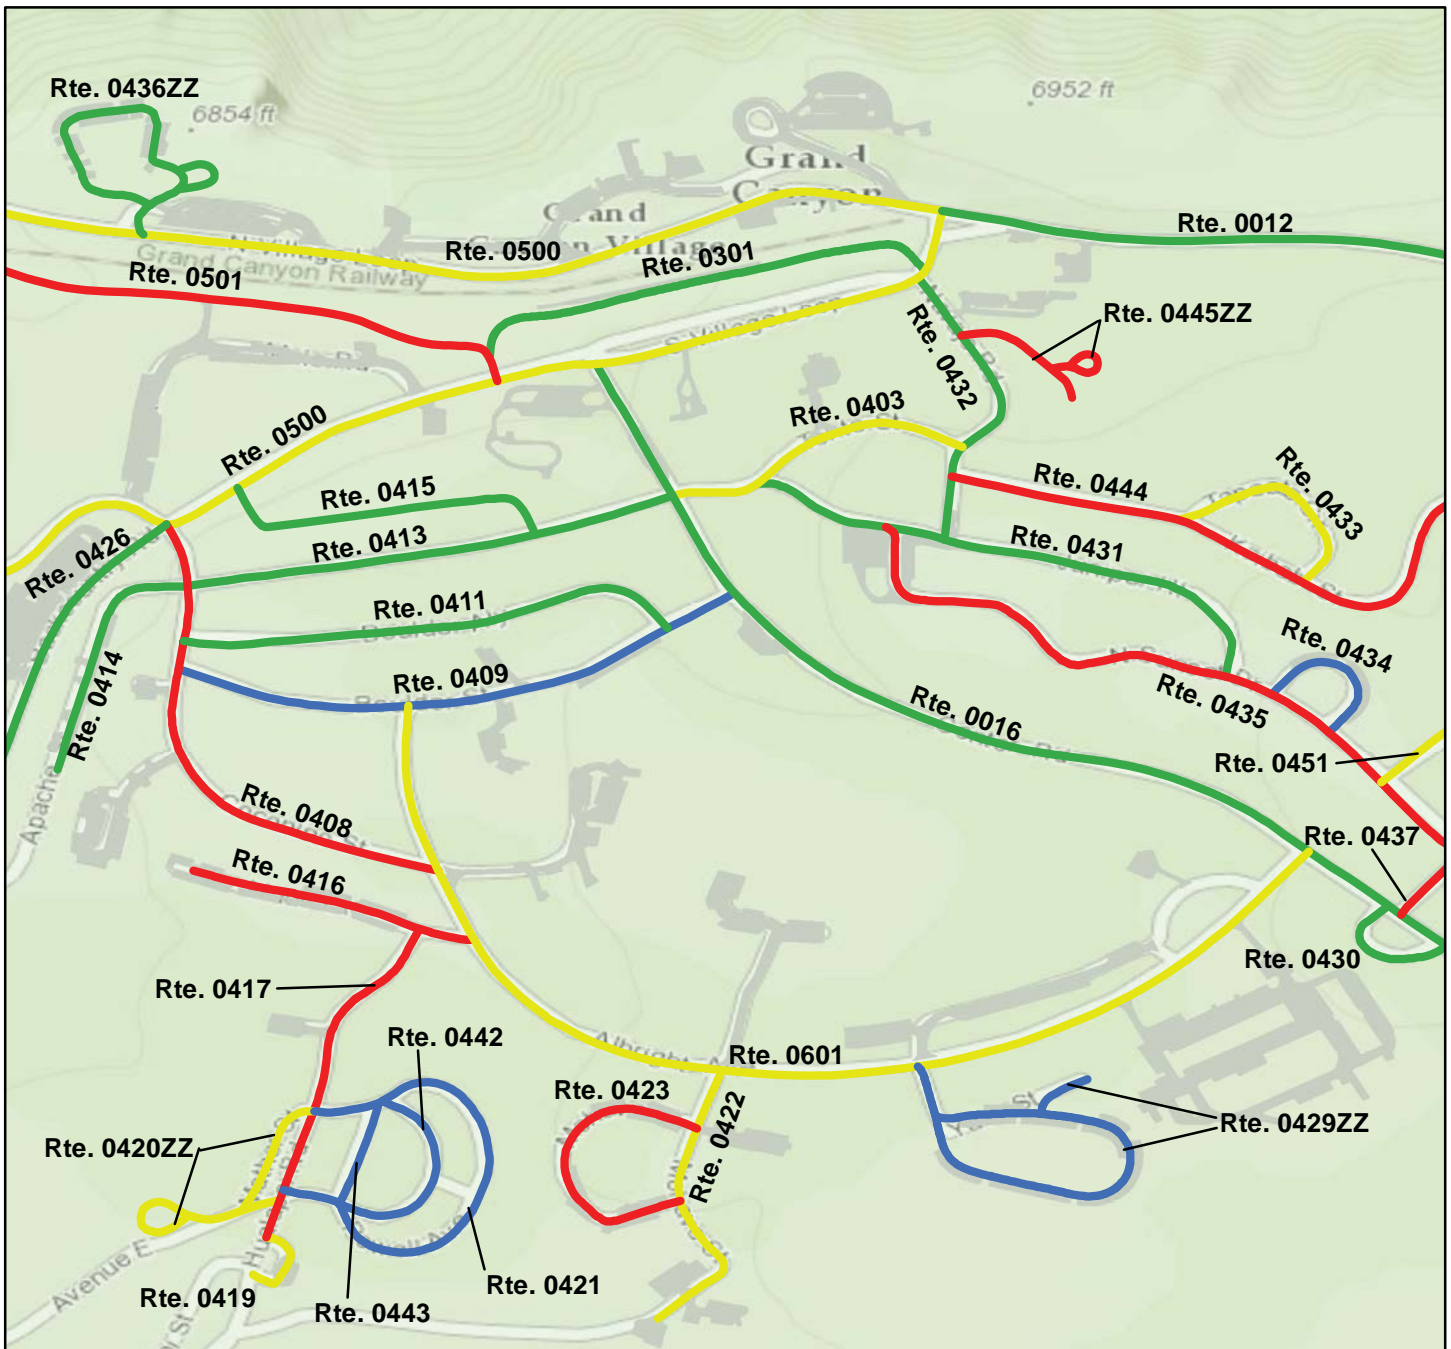 Rte. 0436ZZ
6854 ft
6952 ft
Grand
Canyon
Grand
Rte. 0012
Rte. 0500
Rte. 0301
Grand Canyon Railway
Rte. 0501
S Village Loop
Rte. 0445ZZ
Rte. 0432
Rte. 0403
Rte. 0500
Rte. 0444
Rte. 0433
Rte. 0415
Rte. 0413
Rte. 0426
Rte. 0431
Rte. 0411
Rte. 0434
Rte. 0409
Rte. 0414
Rte. 0435
Rte. 0016
Rte. 0451
Apache
Rte. 0408
Rte. 0437
Rte. 0416
Rte. 0430
Rte. 0417
Rte. 0442
Rte. 0601
Rte. 0423
Rte. 0422
Rte. 0429ZZ
Rte. 0420ZZ
Avenue E
Rte. 0421
Rte. 0419
Rte. 0443